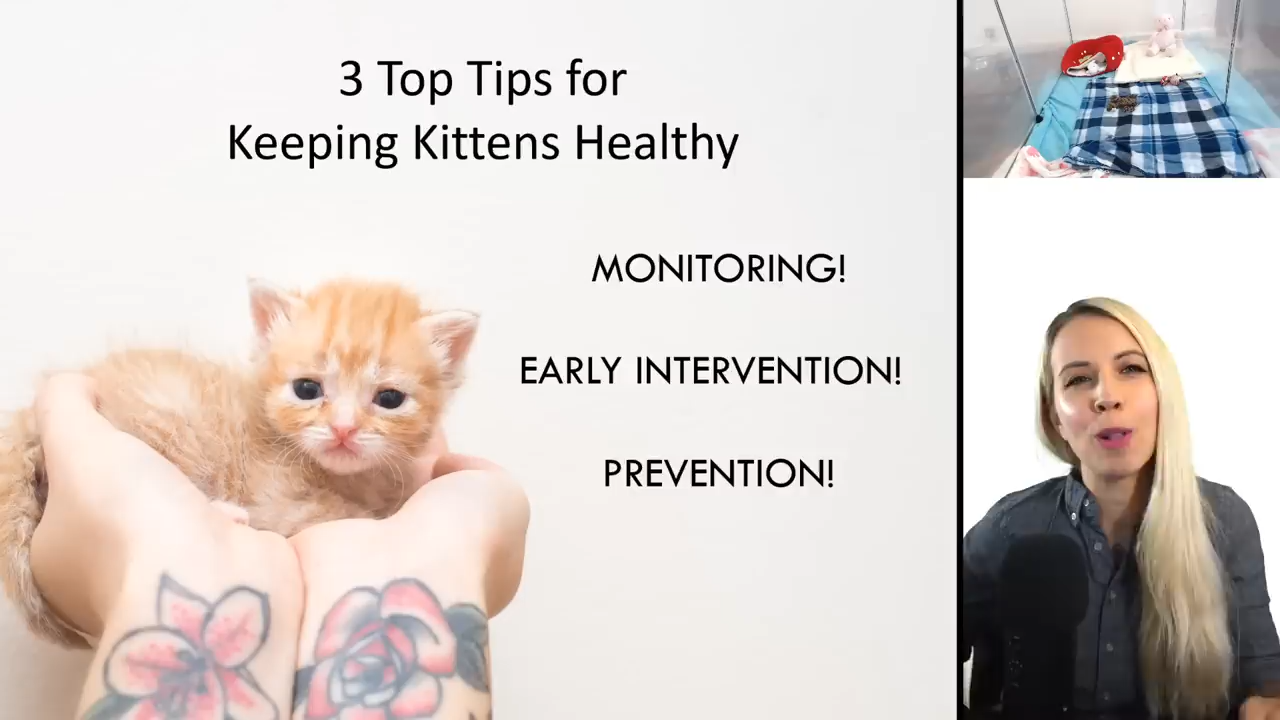 3 Top Tips for
Keeping Kittens Healthy
MONITORING!
EARLY INTERVENTION!
PREVENTION!